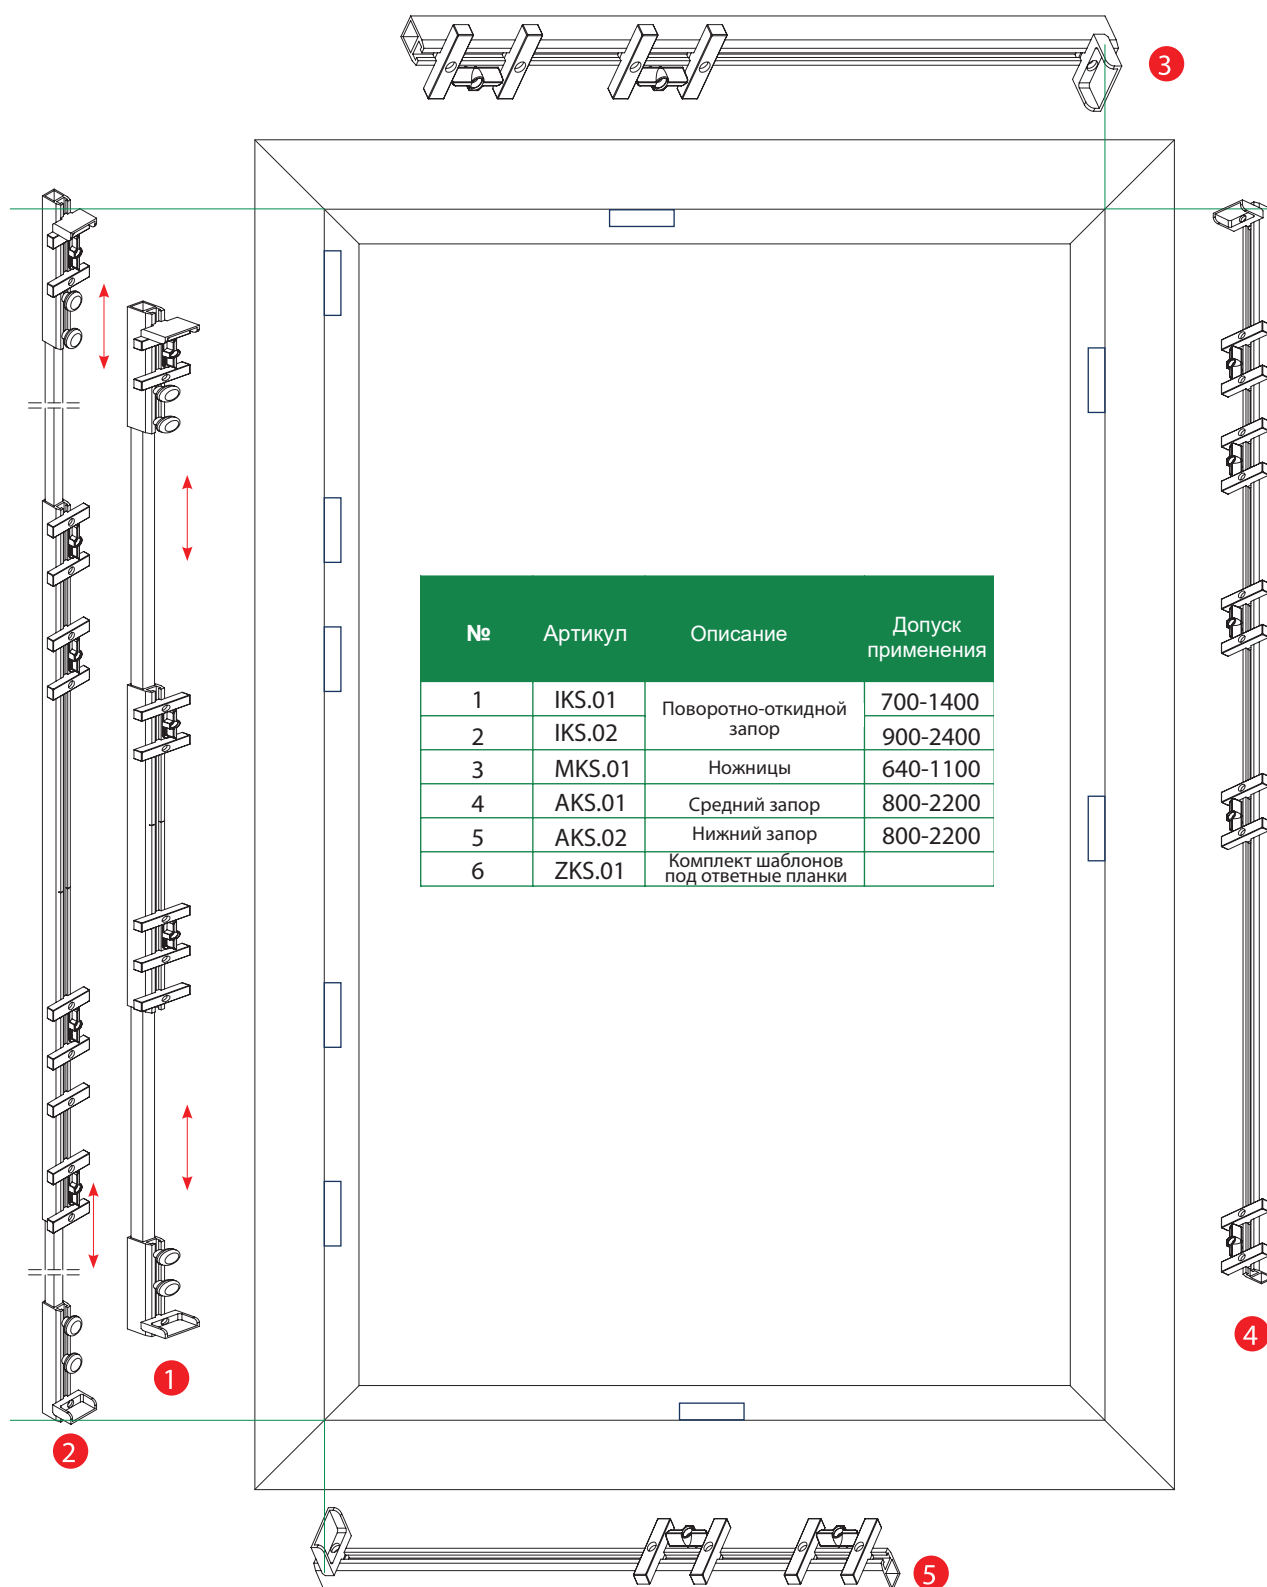 3
№ Артикул Описание Допуск применения
1 IKS.01 Поворотно-откидной запор 700-1400
2 IKS.02 900-2400
3 MKS.01 Ножницы 640-1100
4 AKS.01 Средний запор 800-2200
5 AKS.02 Нижний запор 800-2200
6 ZKS.01 Комплект шаблонов под ответные планки
4
1
2
5